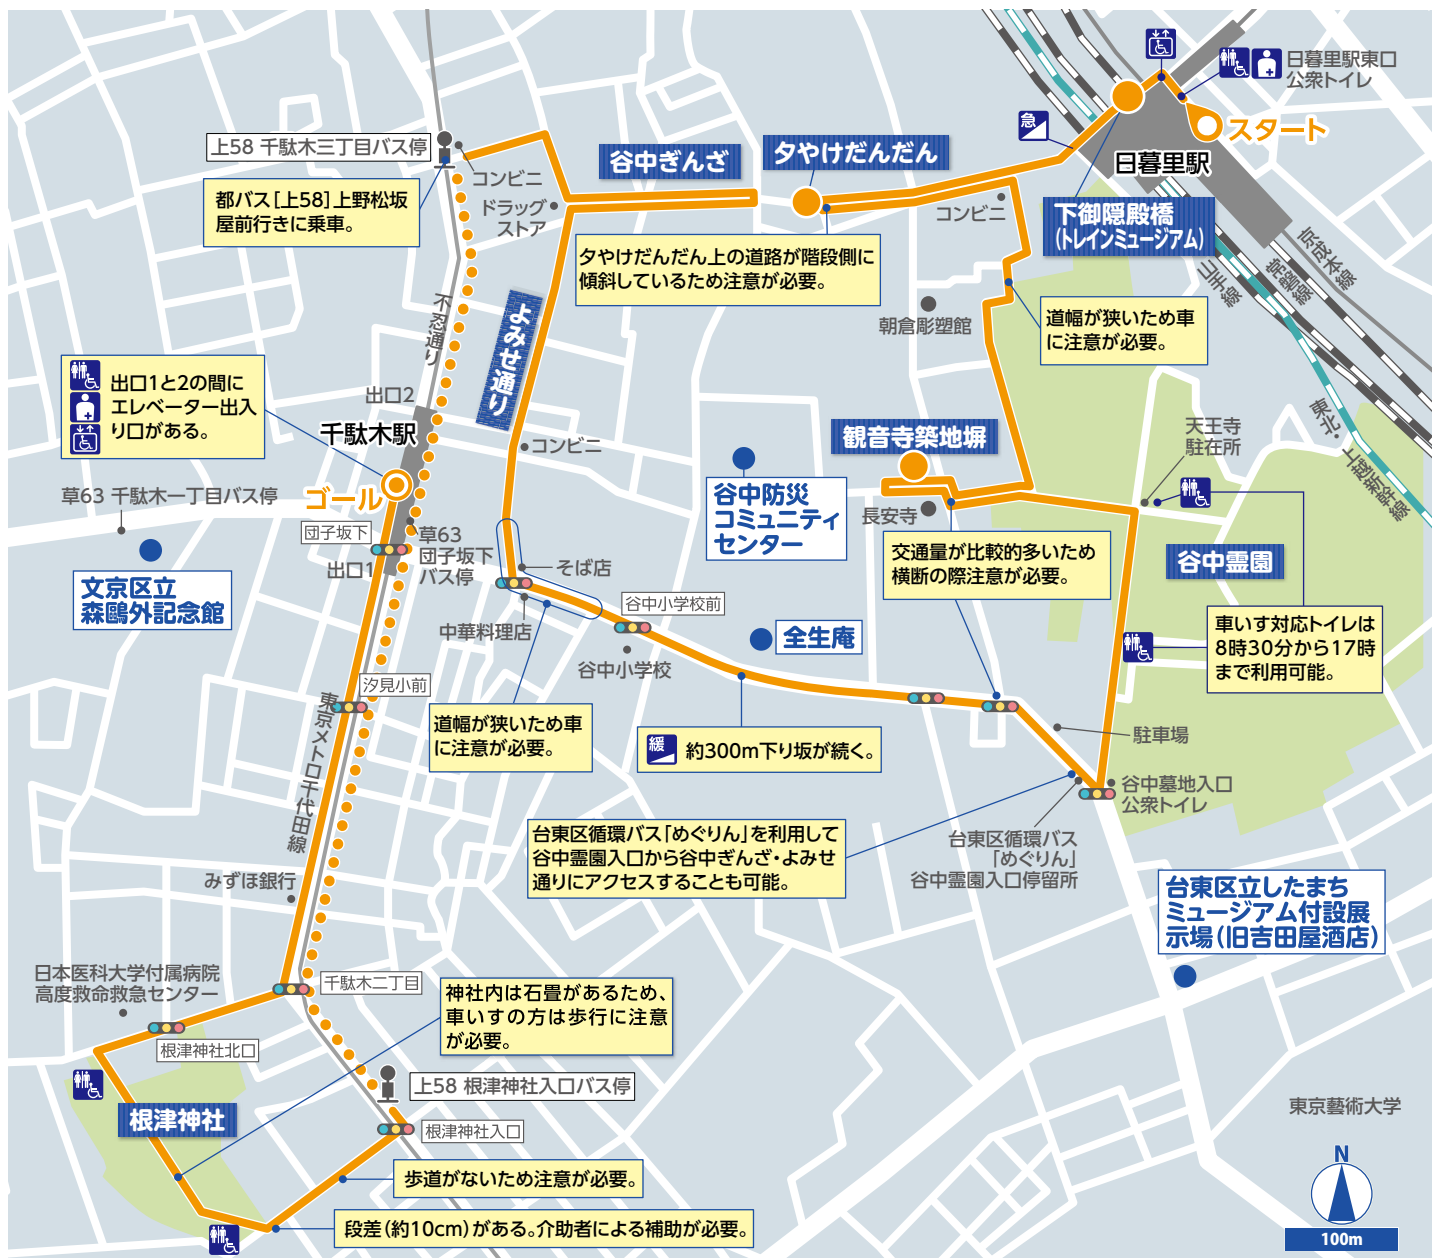 日暮里駅東口
公衆トイレ
スタート
急
日暮里駅
上58 千駄木三丁目バス停
コンビニ
谷中ぎんざ
夕やけだんだん
都バス[上58]上野松坂
屋前行きに乗車。
ドラッグ
ストア
コンビニ
下御隠殿橋
(トレインミュージアム)
京成本線
常磐線
山手線
夕やけだんだん上の道路が階段側に
傾斜しているため注意が必要。
不忍通り
よみせ通り
朝倉彫塑館
道幅が狭いため車
に注意が必要。
出口1と2の間に
エレベーター出入
り口がある。
出口2
千駄木駅
コンビニ
観音寺築地塀
天王寺
駐在所
東北・上越新幹線
草63 千駄木一丁目バス停
ゴール
谷中防災
コミュニティ
センター
長安寺
団子坂下
草63
団子坂下
バス停
出口1
そば店
交通量が比較的多いため
横断の際注意が必要。
谷中霊園
文京区立
森鷗外記念館
中華料理店
谷中小学校前
全生庵
車いす対応トイレは
8時30分から17時
まで利用可能。
谷中小学校
汐見小前
東京メトロ千代田線
道幅が狭いため車
に注意が必要。
緩
約300m下り坂が続く。
駐車場
谷中墓地入口
公衆トイレ
台東区循環バス「めぐりん」を利用して
谷中霊園入口から谷中ぎんざ・よみせ
通りにアクセスすることも可能。
台東区循環バス
「めぐりん」
谷中霊園入口停留所
みずほ銀行
台東区立したまち
ミュージアム付設展
示場(旧吉田屋酒店)
日本医科大学付属病院
高度救命救急センター
千駄木二丁目
神社内は石畳があるため、
車いすの方は歩行に注意
が必要。
根津神社北口
上58 根津神社入口バス停
根津神社
根津神社入口
東京藝術大学
歩道がないため注意が必要。
段差(約10cm)がある。介助者による補助が必要。
N
100m